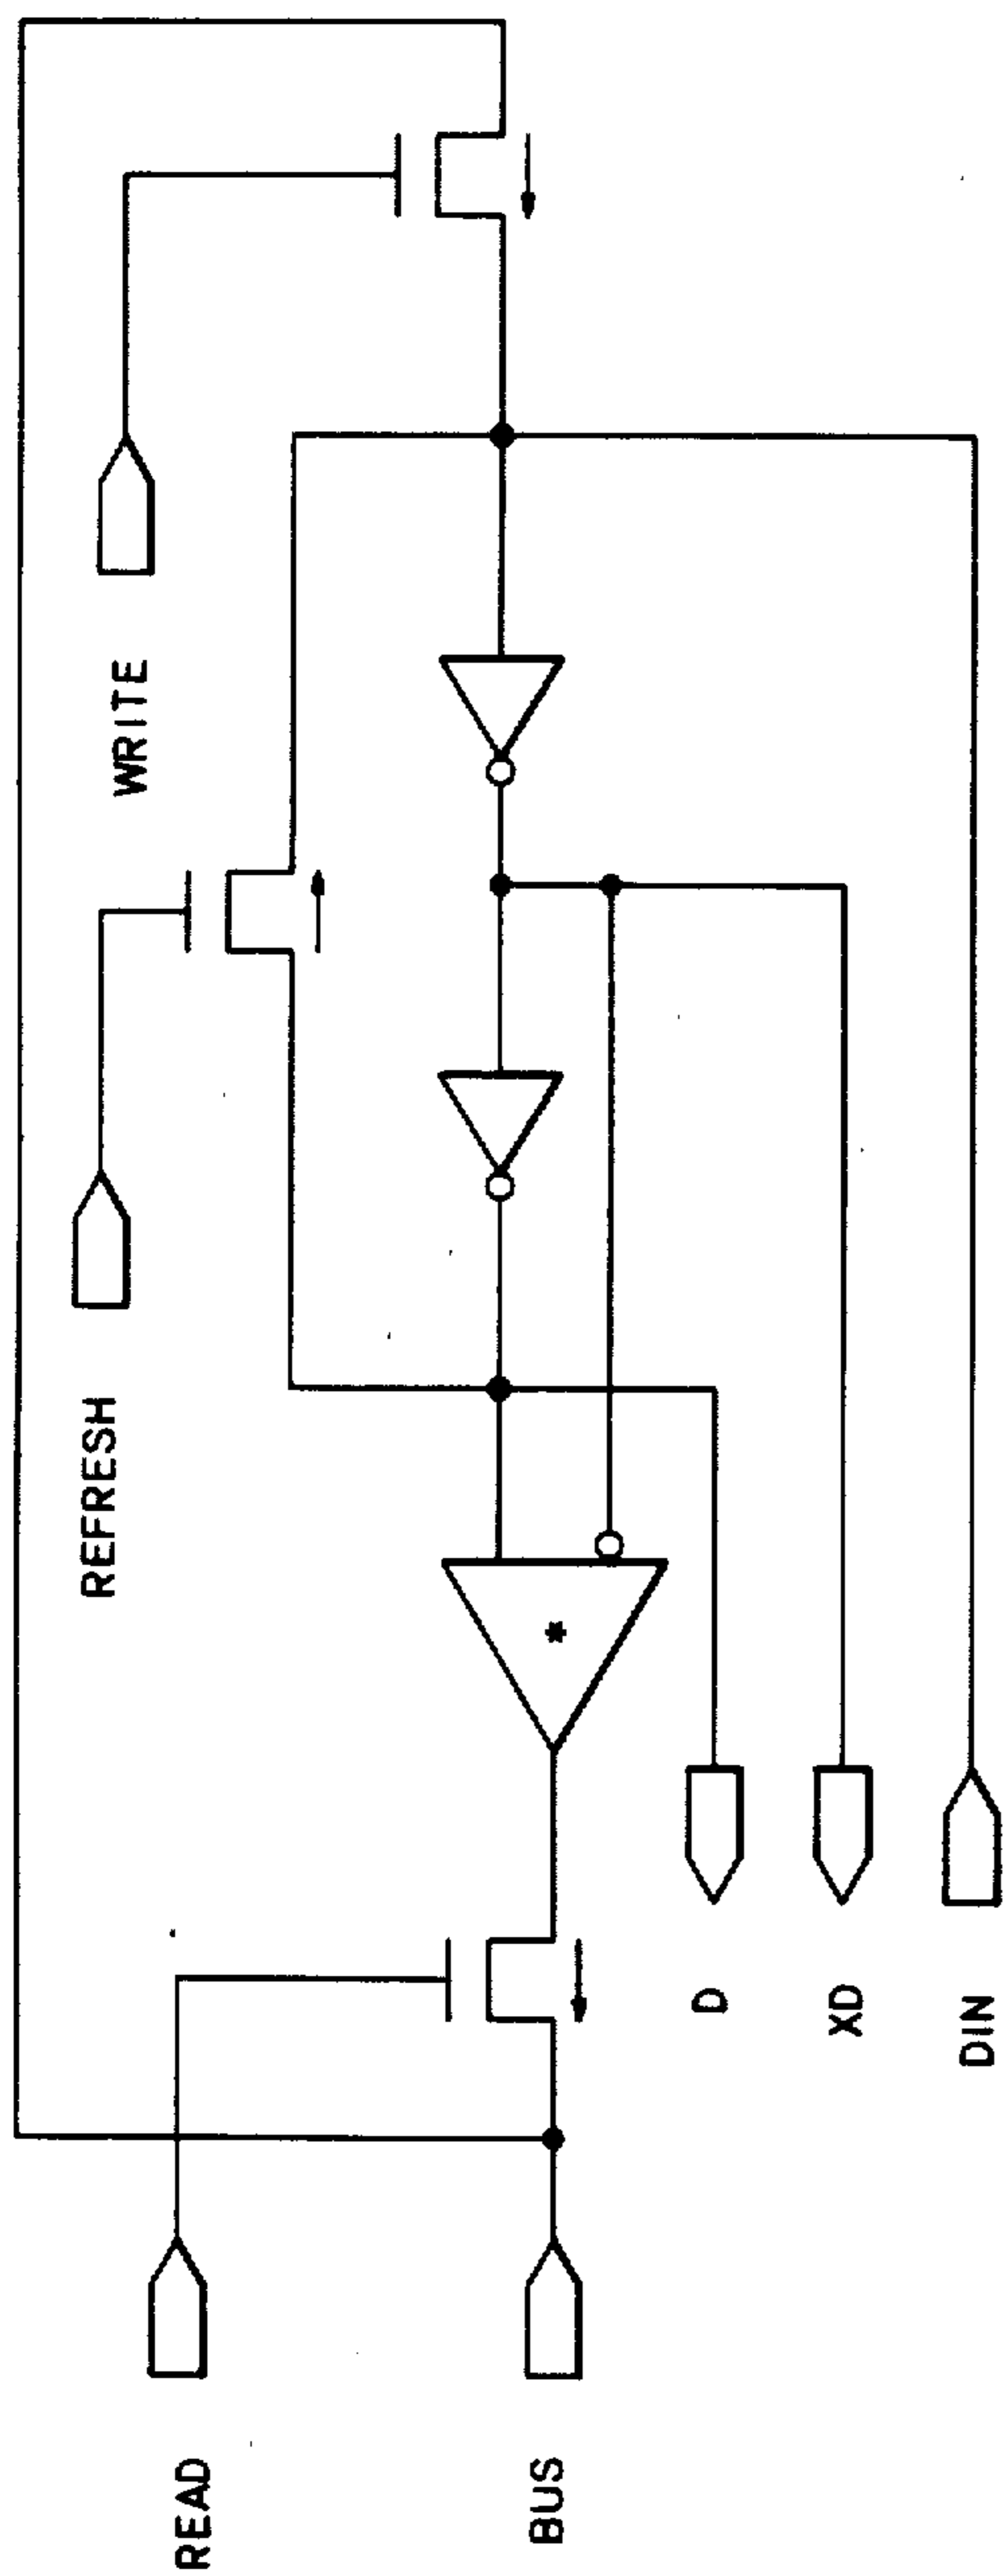 WRITE
REFRESH
*
D
XD
DIN
READ
BUS